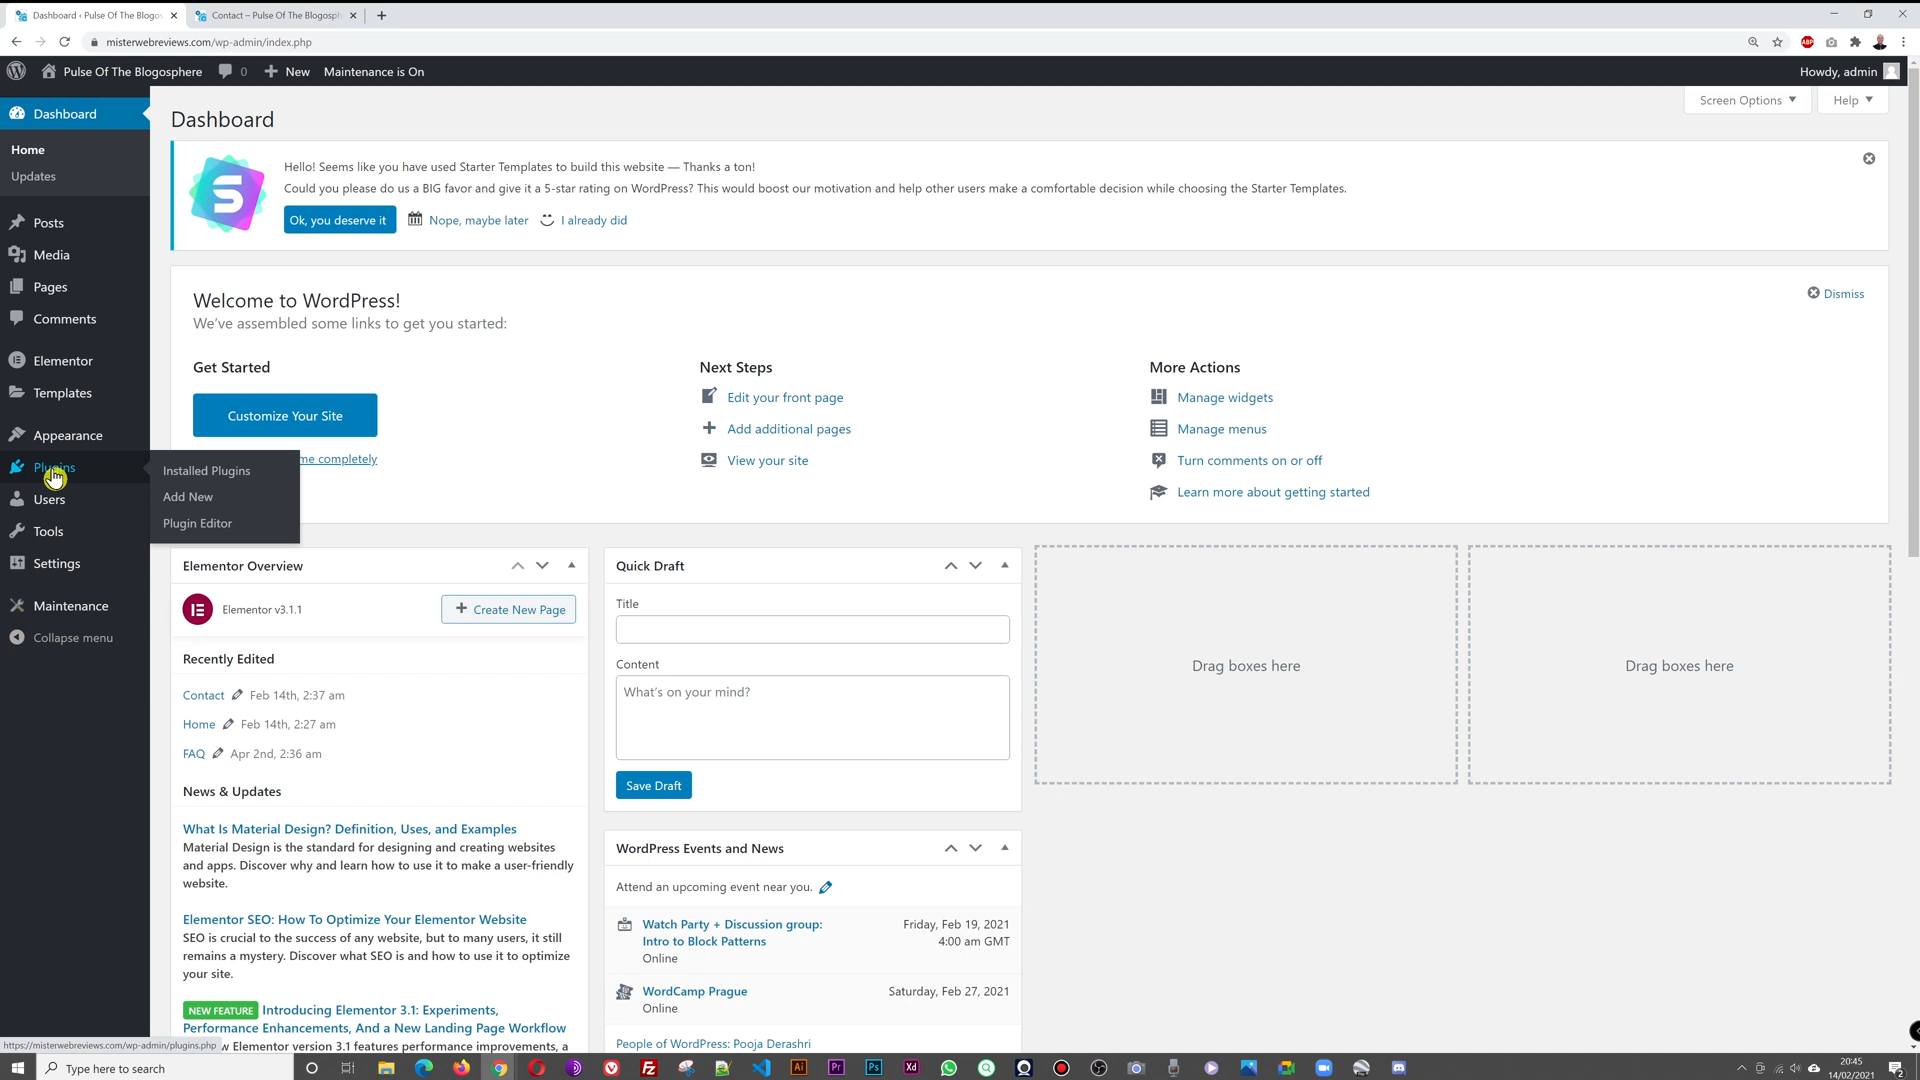 Dashboard ‹ Pulse Of The Blogos
Contact – Pulse Of The Blogosph
misterwebreviews.com/wp-admin/index.php
ABP
Pulse Of The Blogosphere
0
New
Maintenance is On
Howdy, admin
Dashboard
Home
Updates
Posts
Media
Pages
Comments
Elementor
Templates
Appearance
Plugins
Users
Tools
Settings
Maintenance
Collapse menu
Installed Plugins
Add New
Plugin Editor
Screen Options
Help
Dashboard
Hello! Seems like you have used Starter Templates to build this website — Thanks a ton!
Could you please do us a BIG favor and give it a 5-star rating on WordPress? This would boost our motivation and help other users make a comfortable decision while choosing the Starter Templates.
Ok, you deserve it
Nope, maybe later
I already did
Welcome to WordPress!
We've assembled some links to get you started:
Dismiss
Get Started
Customize Your Site
me completely
Next Steps
Edit your front page
Add additional pages
View your site
More Actions
Manage widgets
Manage menus
Turn comments on or off
Learn more about getting started
Elementor Overview
Elementor v3.1.1
Create New Page
Recently Edited
Contact Feb 14th, 2:37 am
Home Feb 14th, 2:27 am
FAQ Apr 2nd, 2:36 am
News & Updates
What Is Material Design? Definition, Uses, and Examples
Material Design is the standard for designing and creating websites
and apps. Discover why and learn how to use it to make a user-friendly
website.
Elementor SEO: How To Optimize Your Elementor Website
SEO is crucial to the success of any website, but to many users, it still
remains a mystery. Discover what SEO is and how to use it to optimize
your site.
NEW FEATURE Introducing Elementor 3.1: Experiments,
Performance Enhancements, And a New Landing Page Workflow
w Elementor version 3.1 features performance improvements, a
Quick Draft
Title
Content
What's on your mind?
Save Draft
WordPress Events and News
Attend an upcoming event near you.
Watch Party + Discussion group:
Intro to Block Patterns
Online
Friday, Feb 19, 2021
4:00 am GMT
WordCamp Prague
Online
Saturday, Feb 27, 2021
People of WordPress: Pooja Derashri
Drag boxes here
Drag boxes here
https://misterwebreviews.com/wp-admin/plugins.php
Type here to search
Ai
Pr
Ps
Xd
20:45
14/02/2021
2